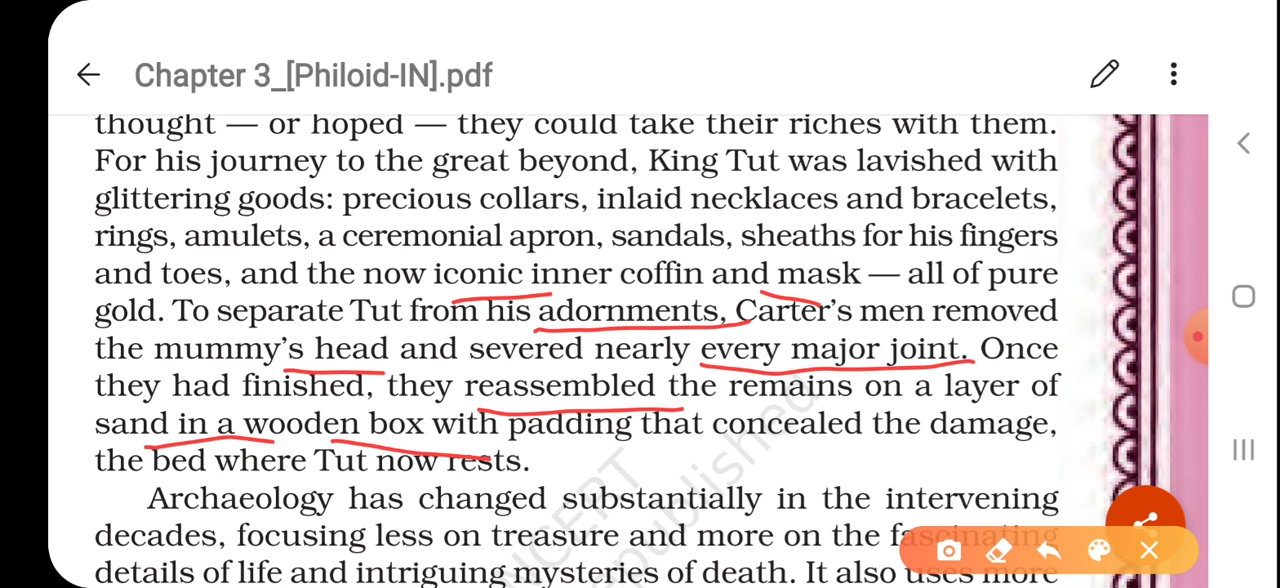 Chapter 3_[Philoid-IN].pdf
thought — or hoped — they could take their riches with them.
For his journey to the great beyond, King Tut was lavished with
glittering goods: precious collars, inlaid necklaces and bracelets,
rings, amulets, a ceremonial apron, sandals, sheaths for his fingers
and toes, and the now iconic inner coffin and mask — all of pure
gold. To separate Tut from his adornments, Carter's men removed
the mummy's head and severed nearly every major joint. Once
they had finished, they reassembled the remains on a layer of
sand in a wooden box with padding that concealed the damage,
the bed where Tut now rests.
Archaeology has changed substantially in the intervening
decades, focusing less on treasure and more on the fascinating
details of life and intriguing mysteries of death. It also uses more
NCERT
published